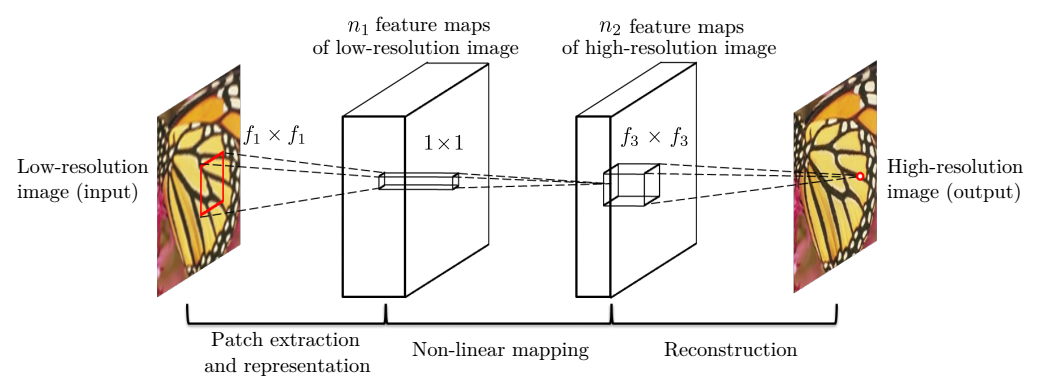 n₁ feature maps
of low-resolution image
n₂ feature maps
of high-resolution image
f₁ × f₁
1×1
f₃ × f₃
Low-resolution
image (input)
High-resolution
image (output)
Patch extraction
and representation
Non-linear mapping
Reconstruction